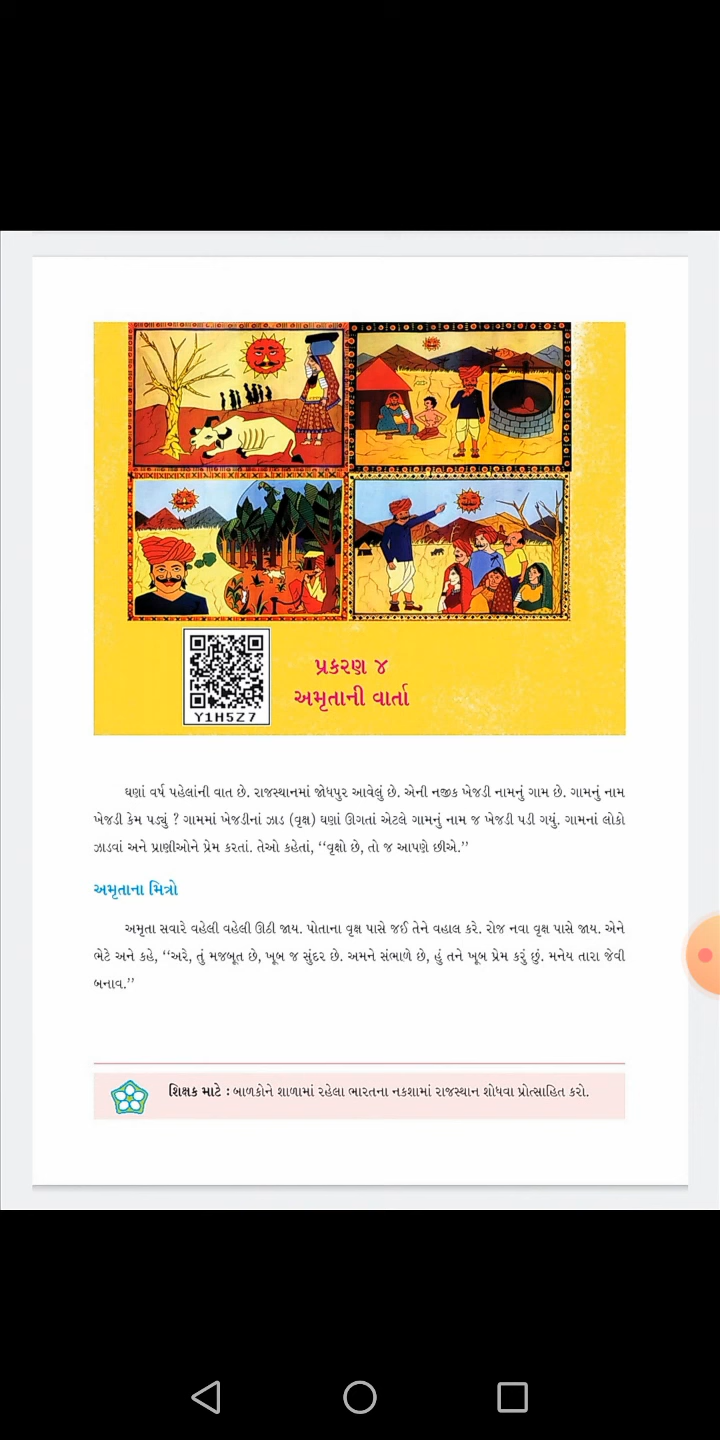 Y1H5Z7
પ્રકરણ ૪
અમૃતાની વાર્તા
ઘણાં વર્ષ પહેલાંની વાત છે. રાજસ્થાનમાં જોધપુર આવેલું છે. એની નજીક ખેજડી નામનું ગામ છે. ગામનું નામ
ખેજડી કેમ પડ્યું ? ગામમાં ખેજડીનાં ઝાડ (વૃક્ષ) ઘણાં ઊગતાં એટલે ગામનું નામ જ ખેજડી પડી ગયું. ગામનાં લોકો
ઝાડવાં અને પ્રાણીઓને પ્રેમ કરતાં. તેઓ કહેતાં, ‘‘વૃક્ષો છે, તો જ આપણે છીએ.’’
અમૃતાના મિત્રો
અમૃતા સવારે વહેલી વહેલી ઊઠી જાય. પોતાના વૃક્ષ પાસે જઈ તેને વહાલ કરે. રોજ નવા વૃક્ષ પાસે જાય. એને
ભેટે અને કહે, ‘‘અરે, તું મજબૂત છે, ખૂબ જ સુંદર છે. અમને સંભાળે છે, હું તને ખૂબ પ્રેમ કરું છું. મનેય તારા જેવી
બનાવ.’’
શિક્ષક માટે : બાળકોને શાળામાં રહેલા ભારતના નકશામાં રાજસ્થાન શોધવા પ્રોત્સાહિત કરો.